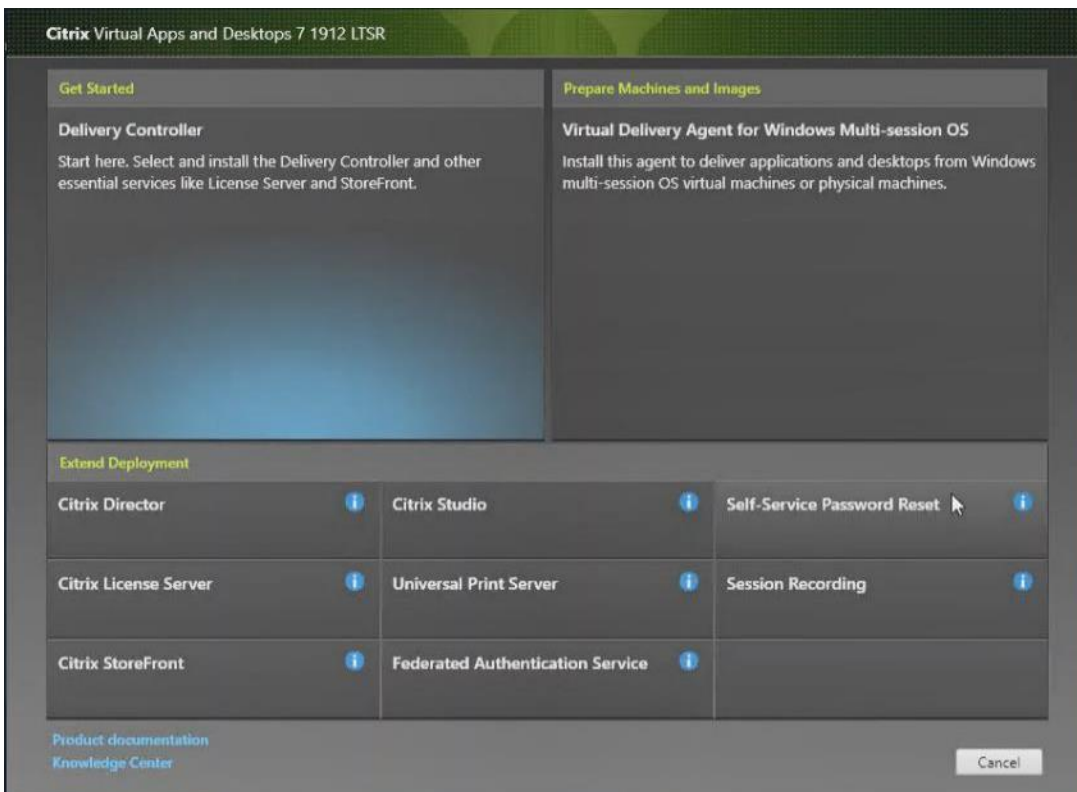 Citrix Virtual Apps and Desktops 7 1912 LTSR
Get Started
Delivery Controller
Start here. Select and install the Delivery Controller and other
essential services like License Server and StoreFront.
Prepare Machines and Images
Virtual Delivery Agent for Windows Multi-session OS
Install this agent to deliver applications and desktops from Windows
multi-session OS virtual machines or physical machines.
Extend Deployment
Citrix Director
Citrix Studio
Self-Service Password Reset
Citrix License Server
Universal Print Server
Session Recording
Citrix StoreFront
Federated Authentication Service
Product documentation
Knowledge Center
Cancel